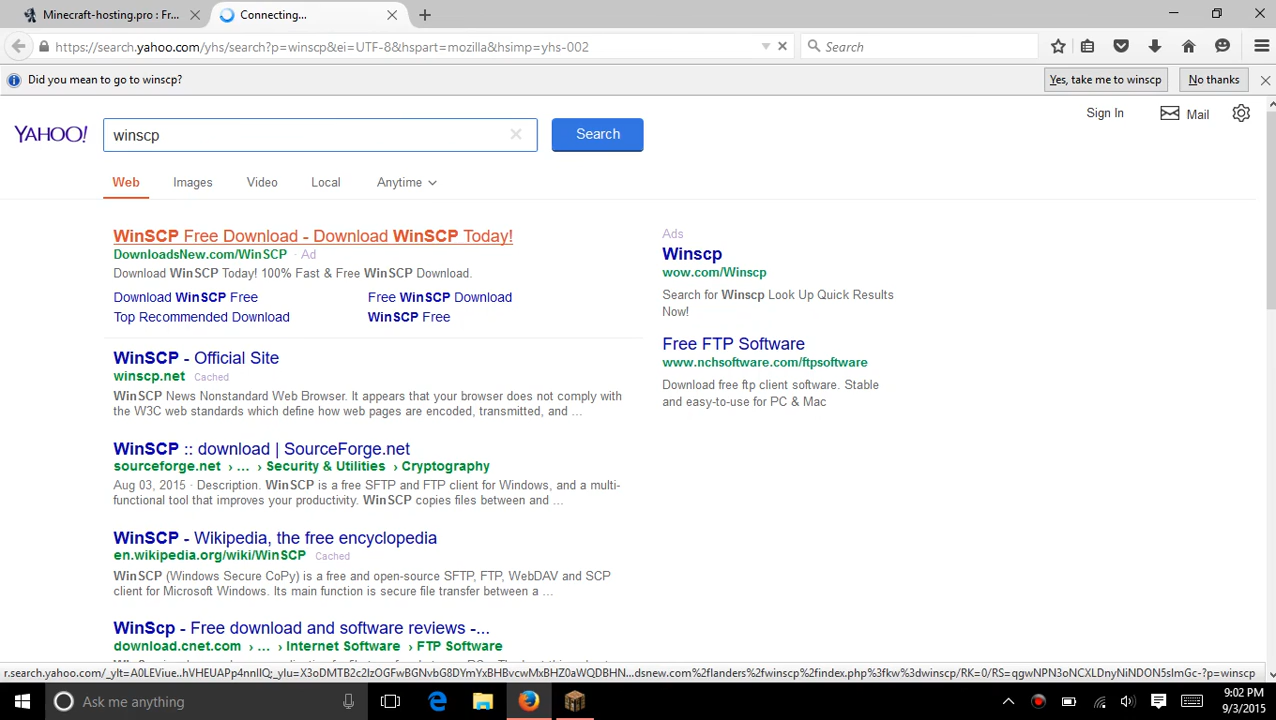 Minecraft-hosting.pro : Fr...
Connecting...
https://search.yahoo.com/yhs/search?p=winscp&ei=UTF-8&hspart=mozilla&hsimp=yhs-002
Search
Did you mean to go to winscp?
Yes, take me to winscp
No thanks
Sign In
Mail
YAHOO!
winscp
Search
Web
Images
Video
Local
Anytime
WinSCP Free Download - Download WinSCP Today!
DownloadsNew.com/WinSCP · Ad
Download WinSCP Today! 100% Fast & Free WinSCP Download.
Download WinSCP Free
Free WinSCP Download
Top Recommended Download
WinSCP Free
WinSCP - Official Site
winscp.net Cached
WinSCP News Nonstandard Web Browser. It appears that your browser does not comply with
the W3C web standards which define how web pages are encoded, transmitted, and ...
WinSCP :: download | SourceForge.net
sourceforge.net › ... › Security & Utilities › Cryptography
Aug 03, 2015 · Description. WinSCP is a free SFTP and FTP client for Windows, and a multi-
functional tool that improves your productivity. WinSCP copies files between and ...
WinSCP - Wikipedia, the free encyclopedia
en.wikipedia.org/wiki/WinSCP Cached
WinSCP (Windows Secure CoPy) is a free and open-source SFTP, FTP, WebDAV and SCP
client for Microsoft Windows. Its main function is secure file transfer between a ...
WinScp - Free download and software reviews -...
download.cnet.com › ... › Internet Software › FTP Software
Ads
Winscp
wow.com/Winscp
Search for Winscp Look Up Quick Results
Now!
Free FTP Software
www.nchsoftware.com/ftpsoftware
Download free ftp client software. Stable
and easy-to-use for PC & Mac
Ask me anything
9:02 PM
9/3/2015